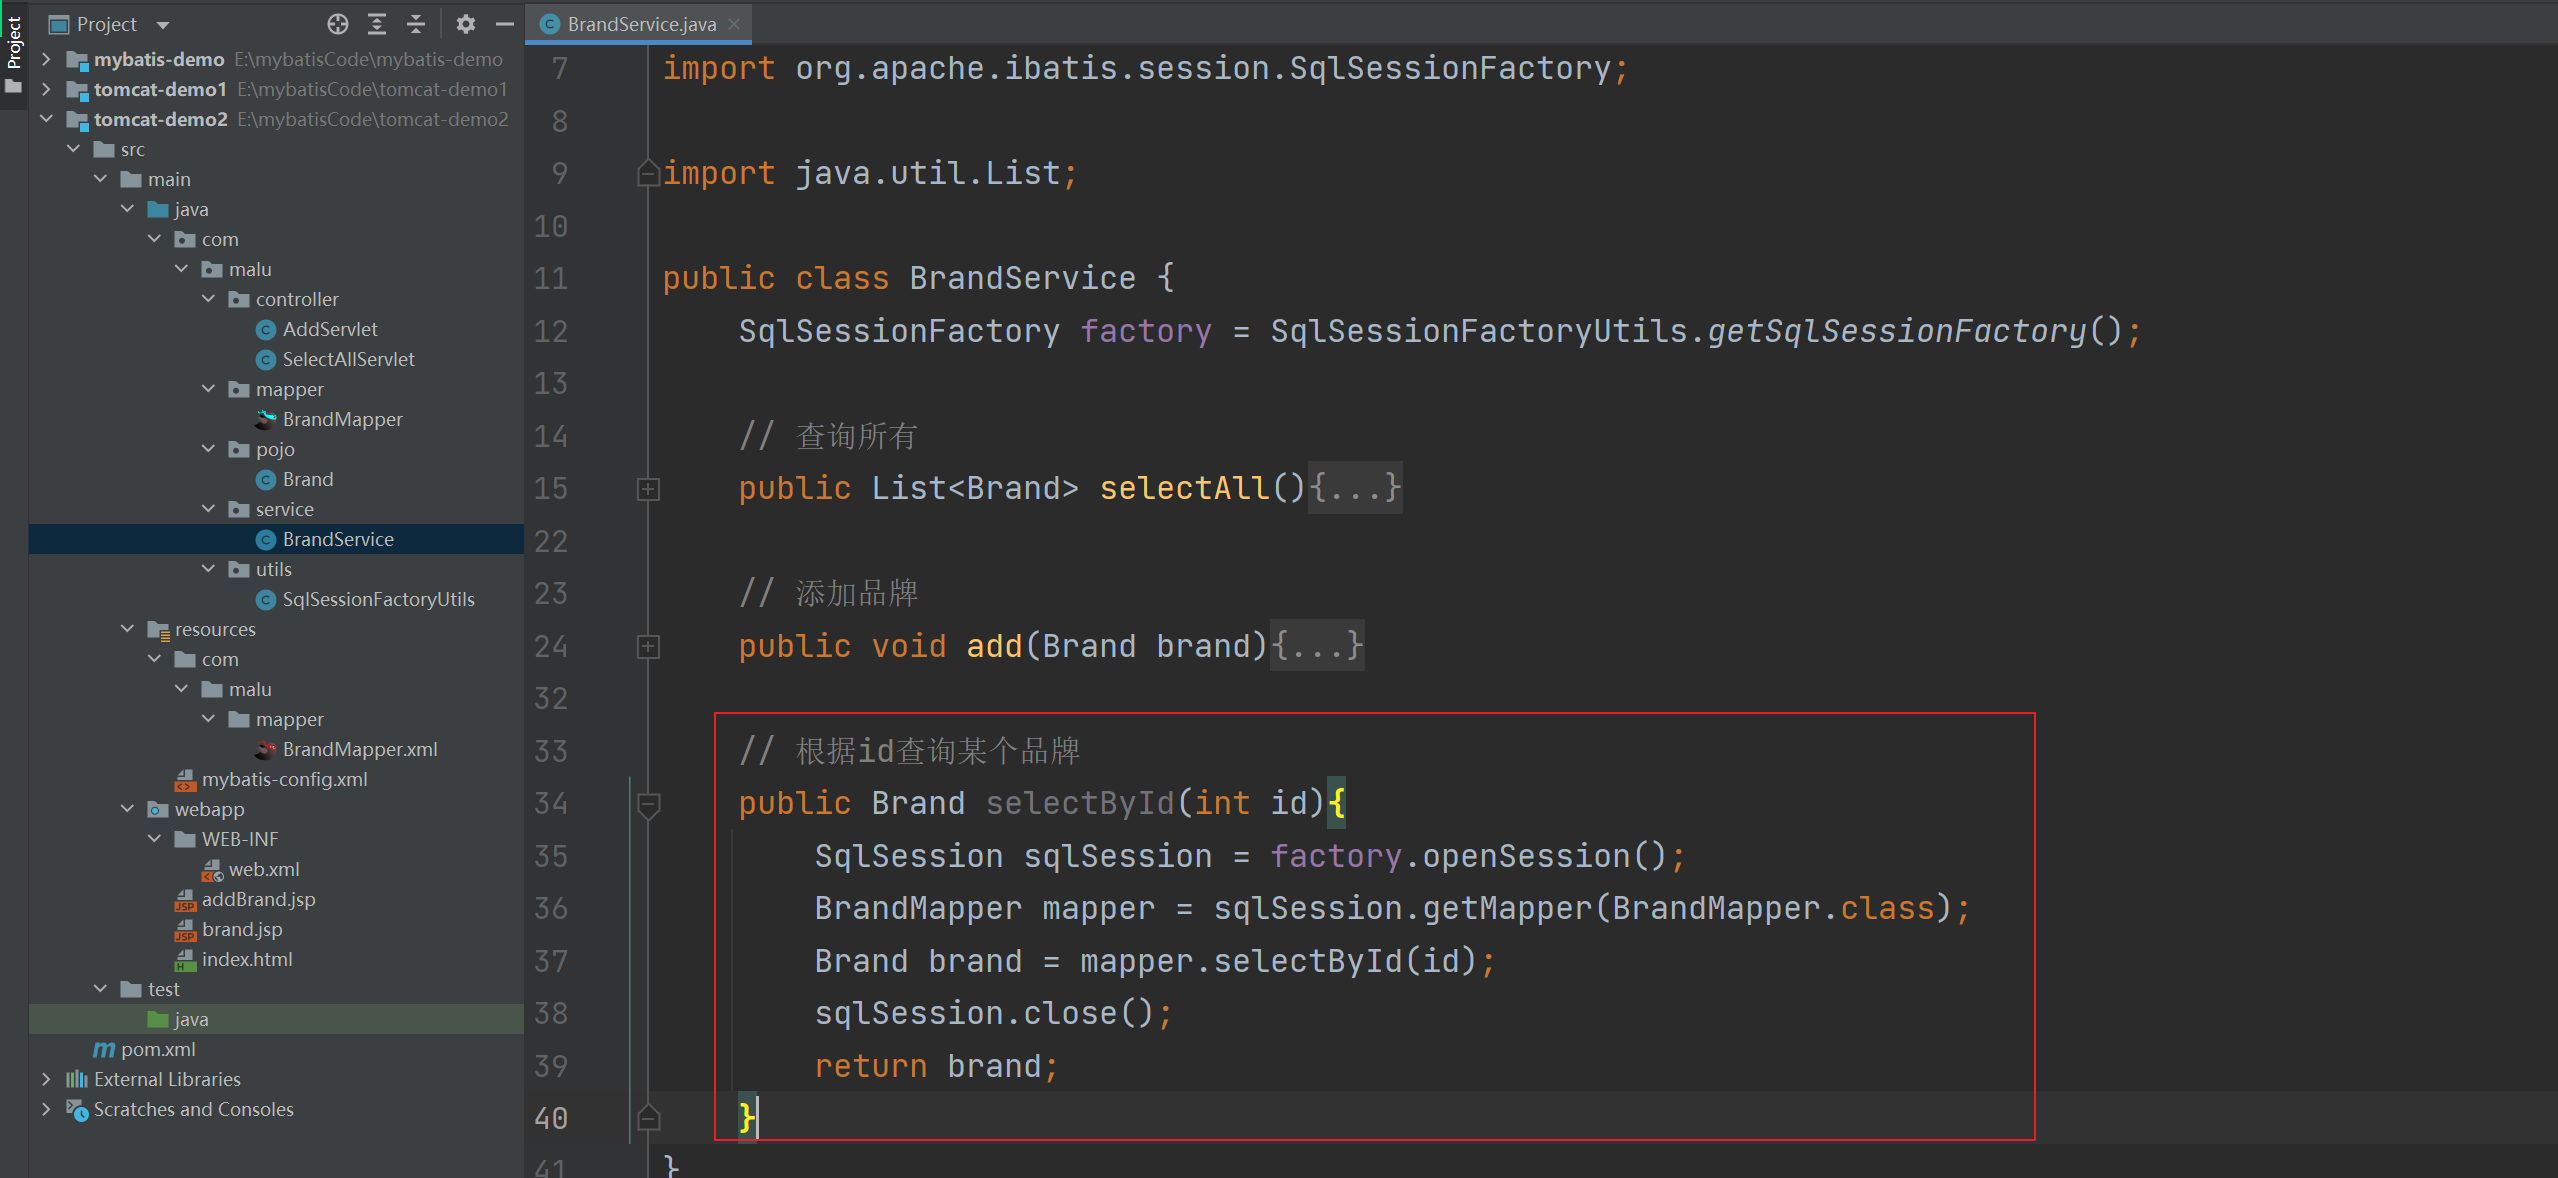 Project
Project
mybatis-demo E:\mybatisCode\mybatis-demo
tomcat-demo1 E:\mybatisCode\tomcat-demo1
tomcat-demo2 E:\mybatisCode\tomcat-demo2
src
main
java
com
malu
controller
AddServlet
SelectAllServlet
mapper
BrandMapper
pojo
Brand
service
BrandService
utils
SqlSessionFactoryUtils
resources
com
malu
mapper
BrandMapper.xml
mybatis-config.xml
webapp
WEB-INF
web.xml
addBrand.jsp
brand.jsp
index.html
test
java
pom.xml
External Libraries
Scratches and Consoles
BrandService.java
7 import org.apache.ibatis.session.SqlSessionFactory;
8
9 import java.util.List;
10
11 public class BrandService {
12 SqlSessionFactory factory = SqlSessionFactoryUtils.getSqlSessionFactory();
13
14 // 查询所有
15 public List<Brand> selectAll(){...}
22
23 // 添加品牌
24 public void add(Brand brand){...}
32
33 // 根据id查询某个品牌
34 public Brand selectById(int id){
35 SqlSession sqlSession = factory.openSession();
36 BrandMapper mapper = sqlSession.getMapper(BrandMapper.class);
37 Brand brand = mapper.selectById(id);
38 sqlSession.close();
39 return brand;
40 }
41 }